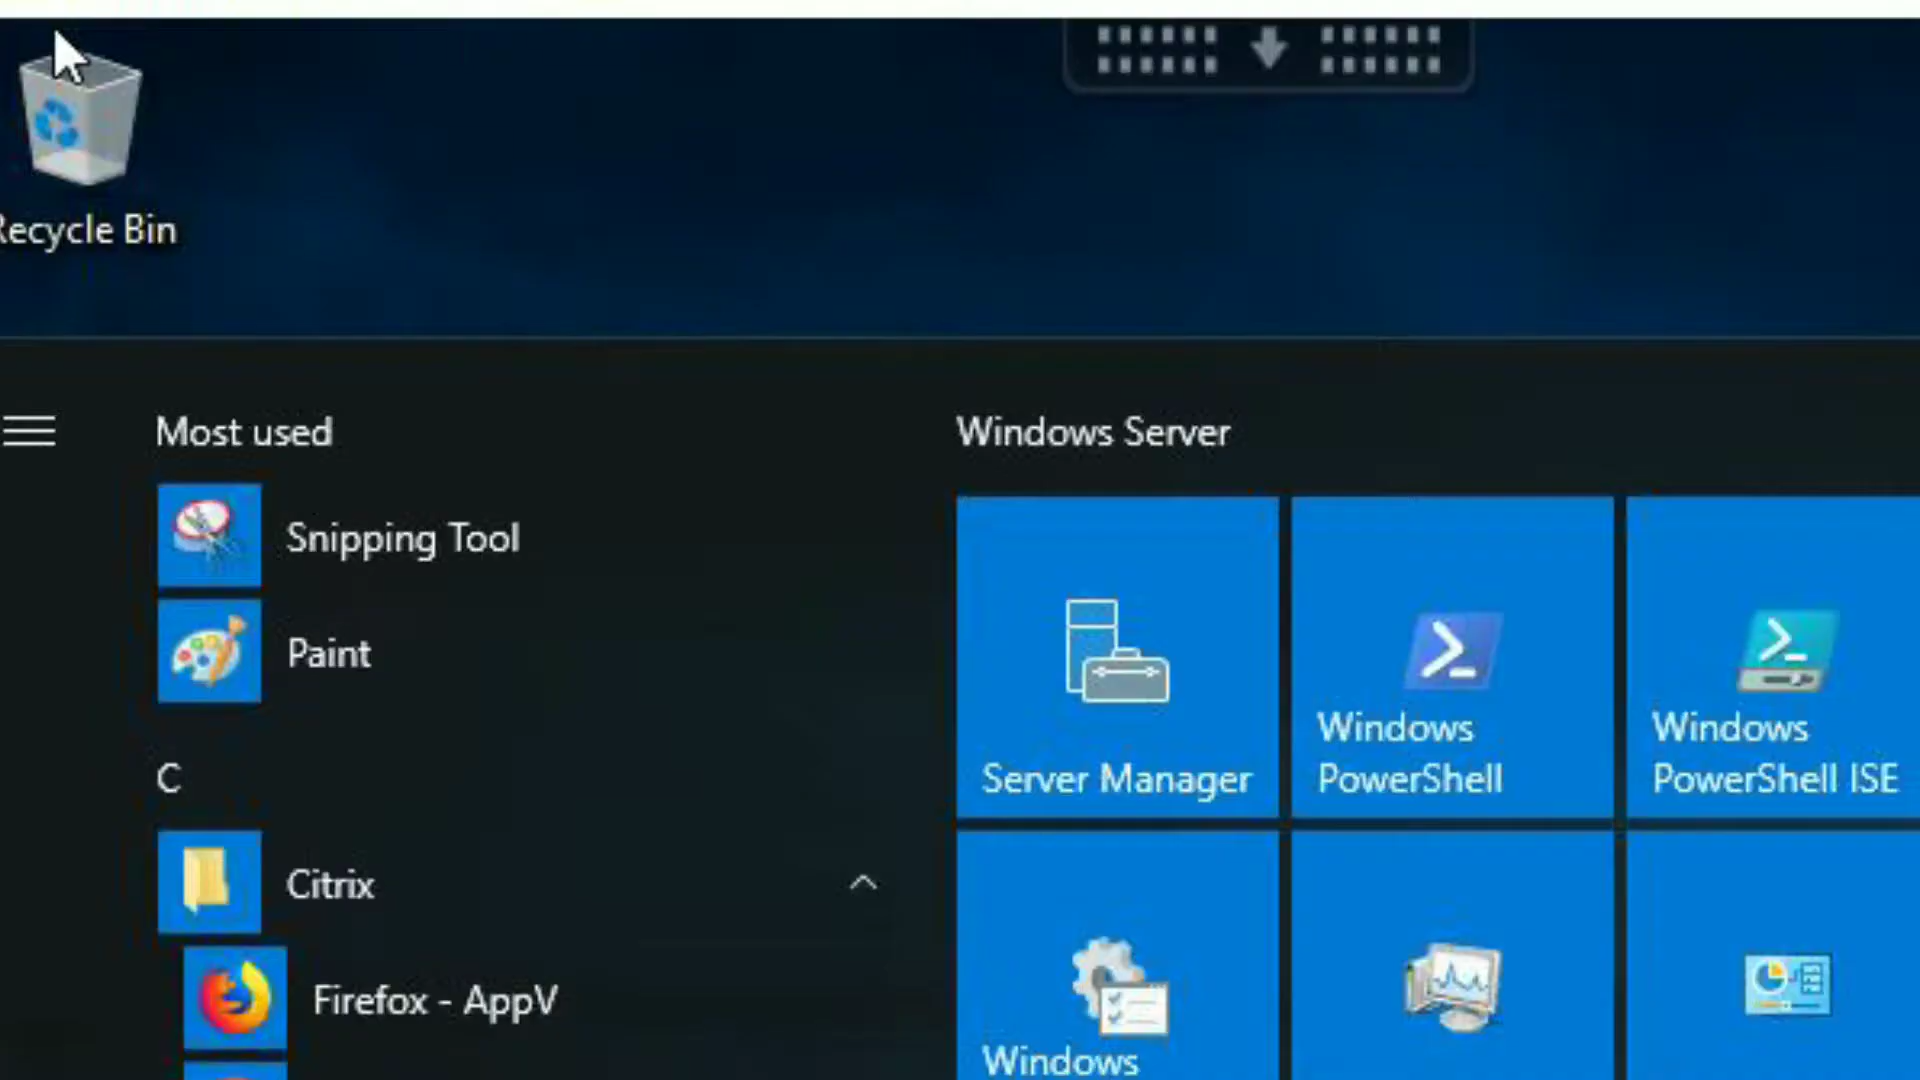 Recycle Bin
Most used
Snipping Tool
Paint
C
Citrix
Firefox - AppV
Windows Server
Server Manager
Windows
PowerShell
Windows
PowerShell ISE
Windows